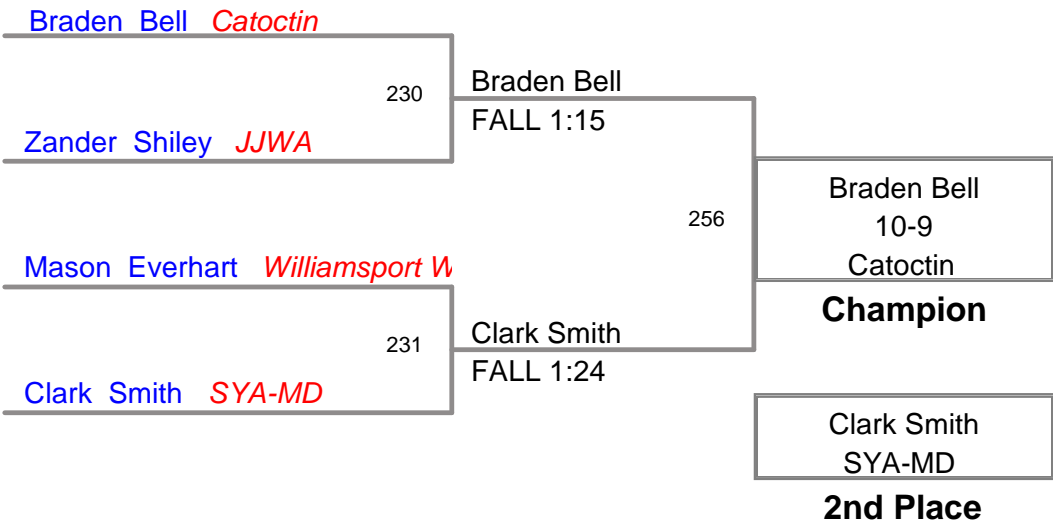 Braden Bell Catoctin
230
Braden Bell
FALL 1:15
Zander Shiley JJWA
256
Braden Bell
10-9
Catoctin
Champion
Mason Everhart Williamsport W
231
Clark Smith
FALL 1:24
Clark Smith SYA-MD
Clark Smith
SYA-MD
2nd Place